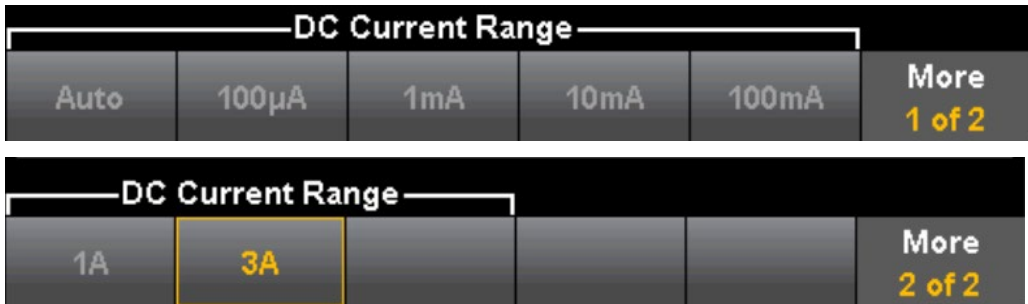 DC Current Range
Auto 100µA 1mA 10mA 100mA More
1 of 2
DC Current Range
1A 3A More
2 of 2